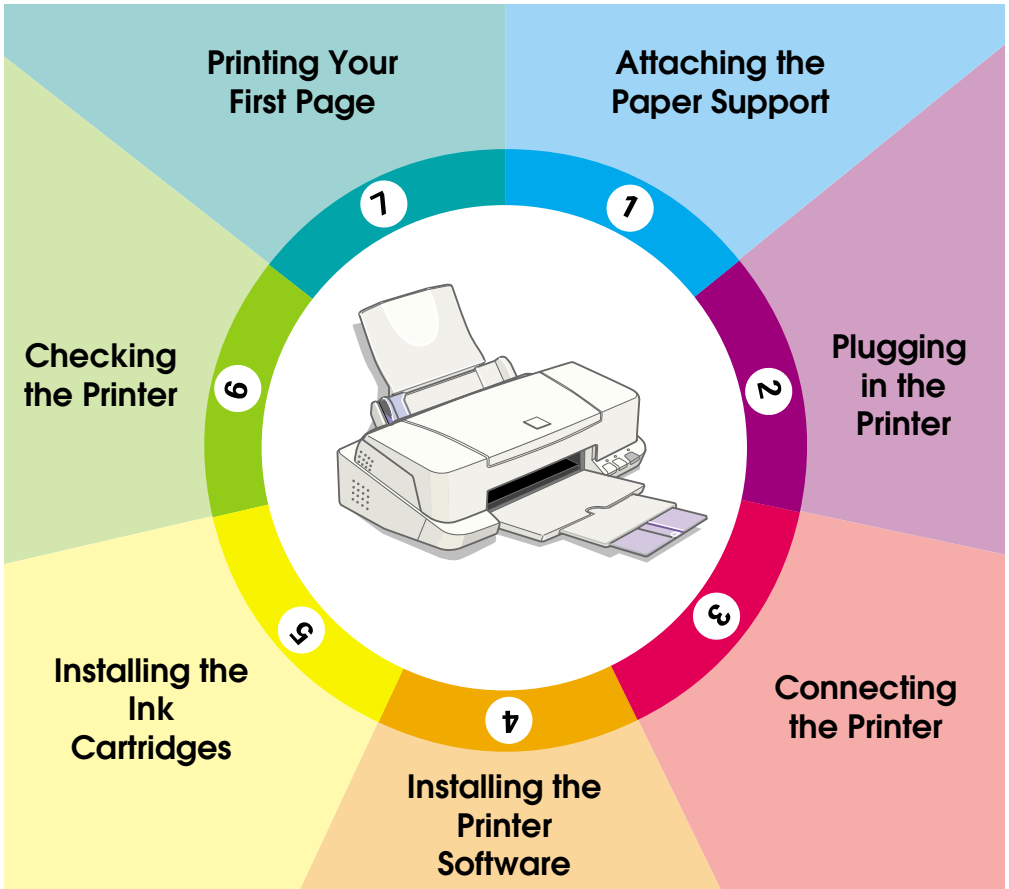 Attaching the
Paper Support
1
Plugging
in the
Printer
2
Connecting
the Printer
3
Installing the
Printer
Software
4
Installing the
Ink
Cartridges
5
Checking
the Printer
6
Printing Your
First Page
7